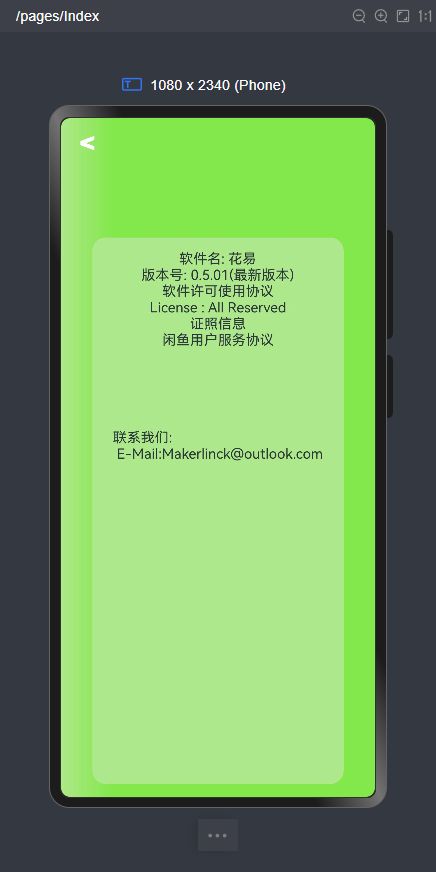 /pages/Index
1:1
1080 x 2340 (Phone)
<
软件名: 花易
版本号: 0.5.01(最新版本)
软件许可使用协议
License : All Reserved
证照信息
闲鱼用户服务协议
联系我们:
E-Mail:Makerlinck@outlook.com